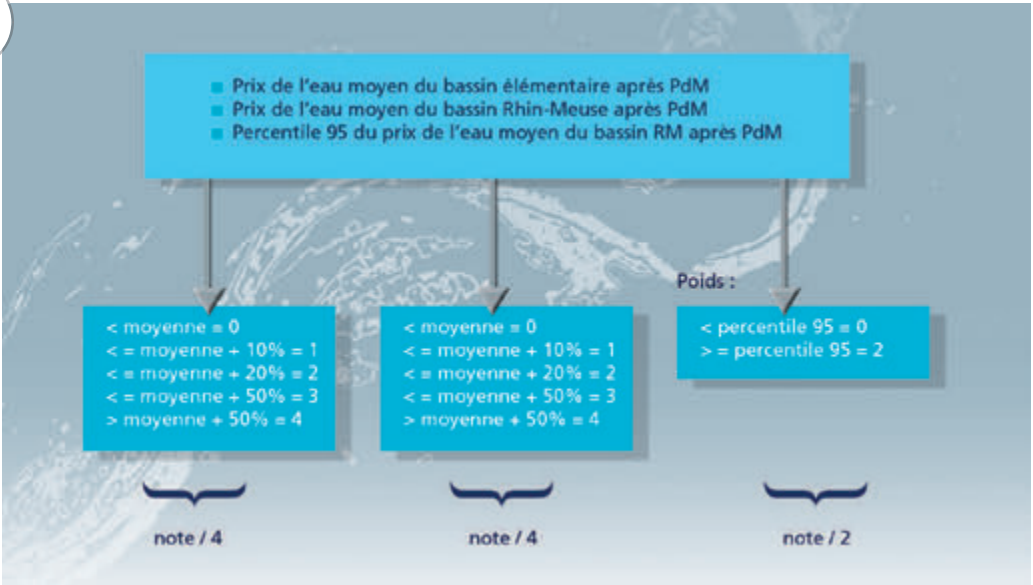 Prix de l'eau moyen du bassin élémentaire après PdM
Prix de l'eau moyen du bassin Rhin-Meuse après PdM
Percentile 95 du prix de l'eau moyen du bassin RM après PdM
< moyenne = 0
< = moyenne + 10% = 1
< = moyenne + 20% = 2
< = moyenne + 50% = 3
> moyenne + 50% = 4
note / 4
< moyenne = 0
< = moyenne + 10% = 1
< = moyenne + 20% = 2
< = moyenne + 50% = 3
> moyenne + 50% = 4
note / 4
Poids :
< percentile 95 = 0
> = percentile 95 = 2
note / 2